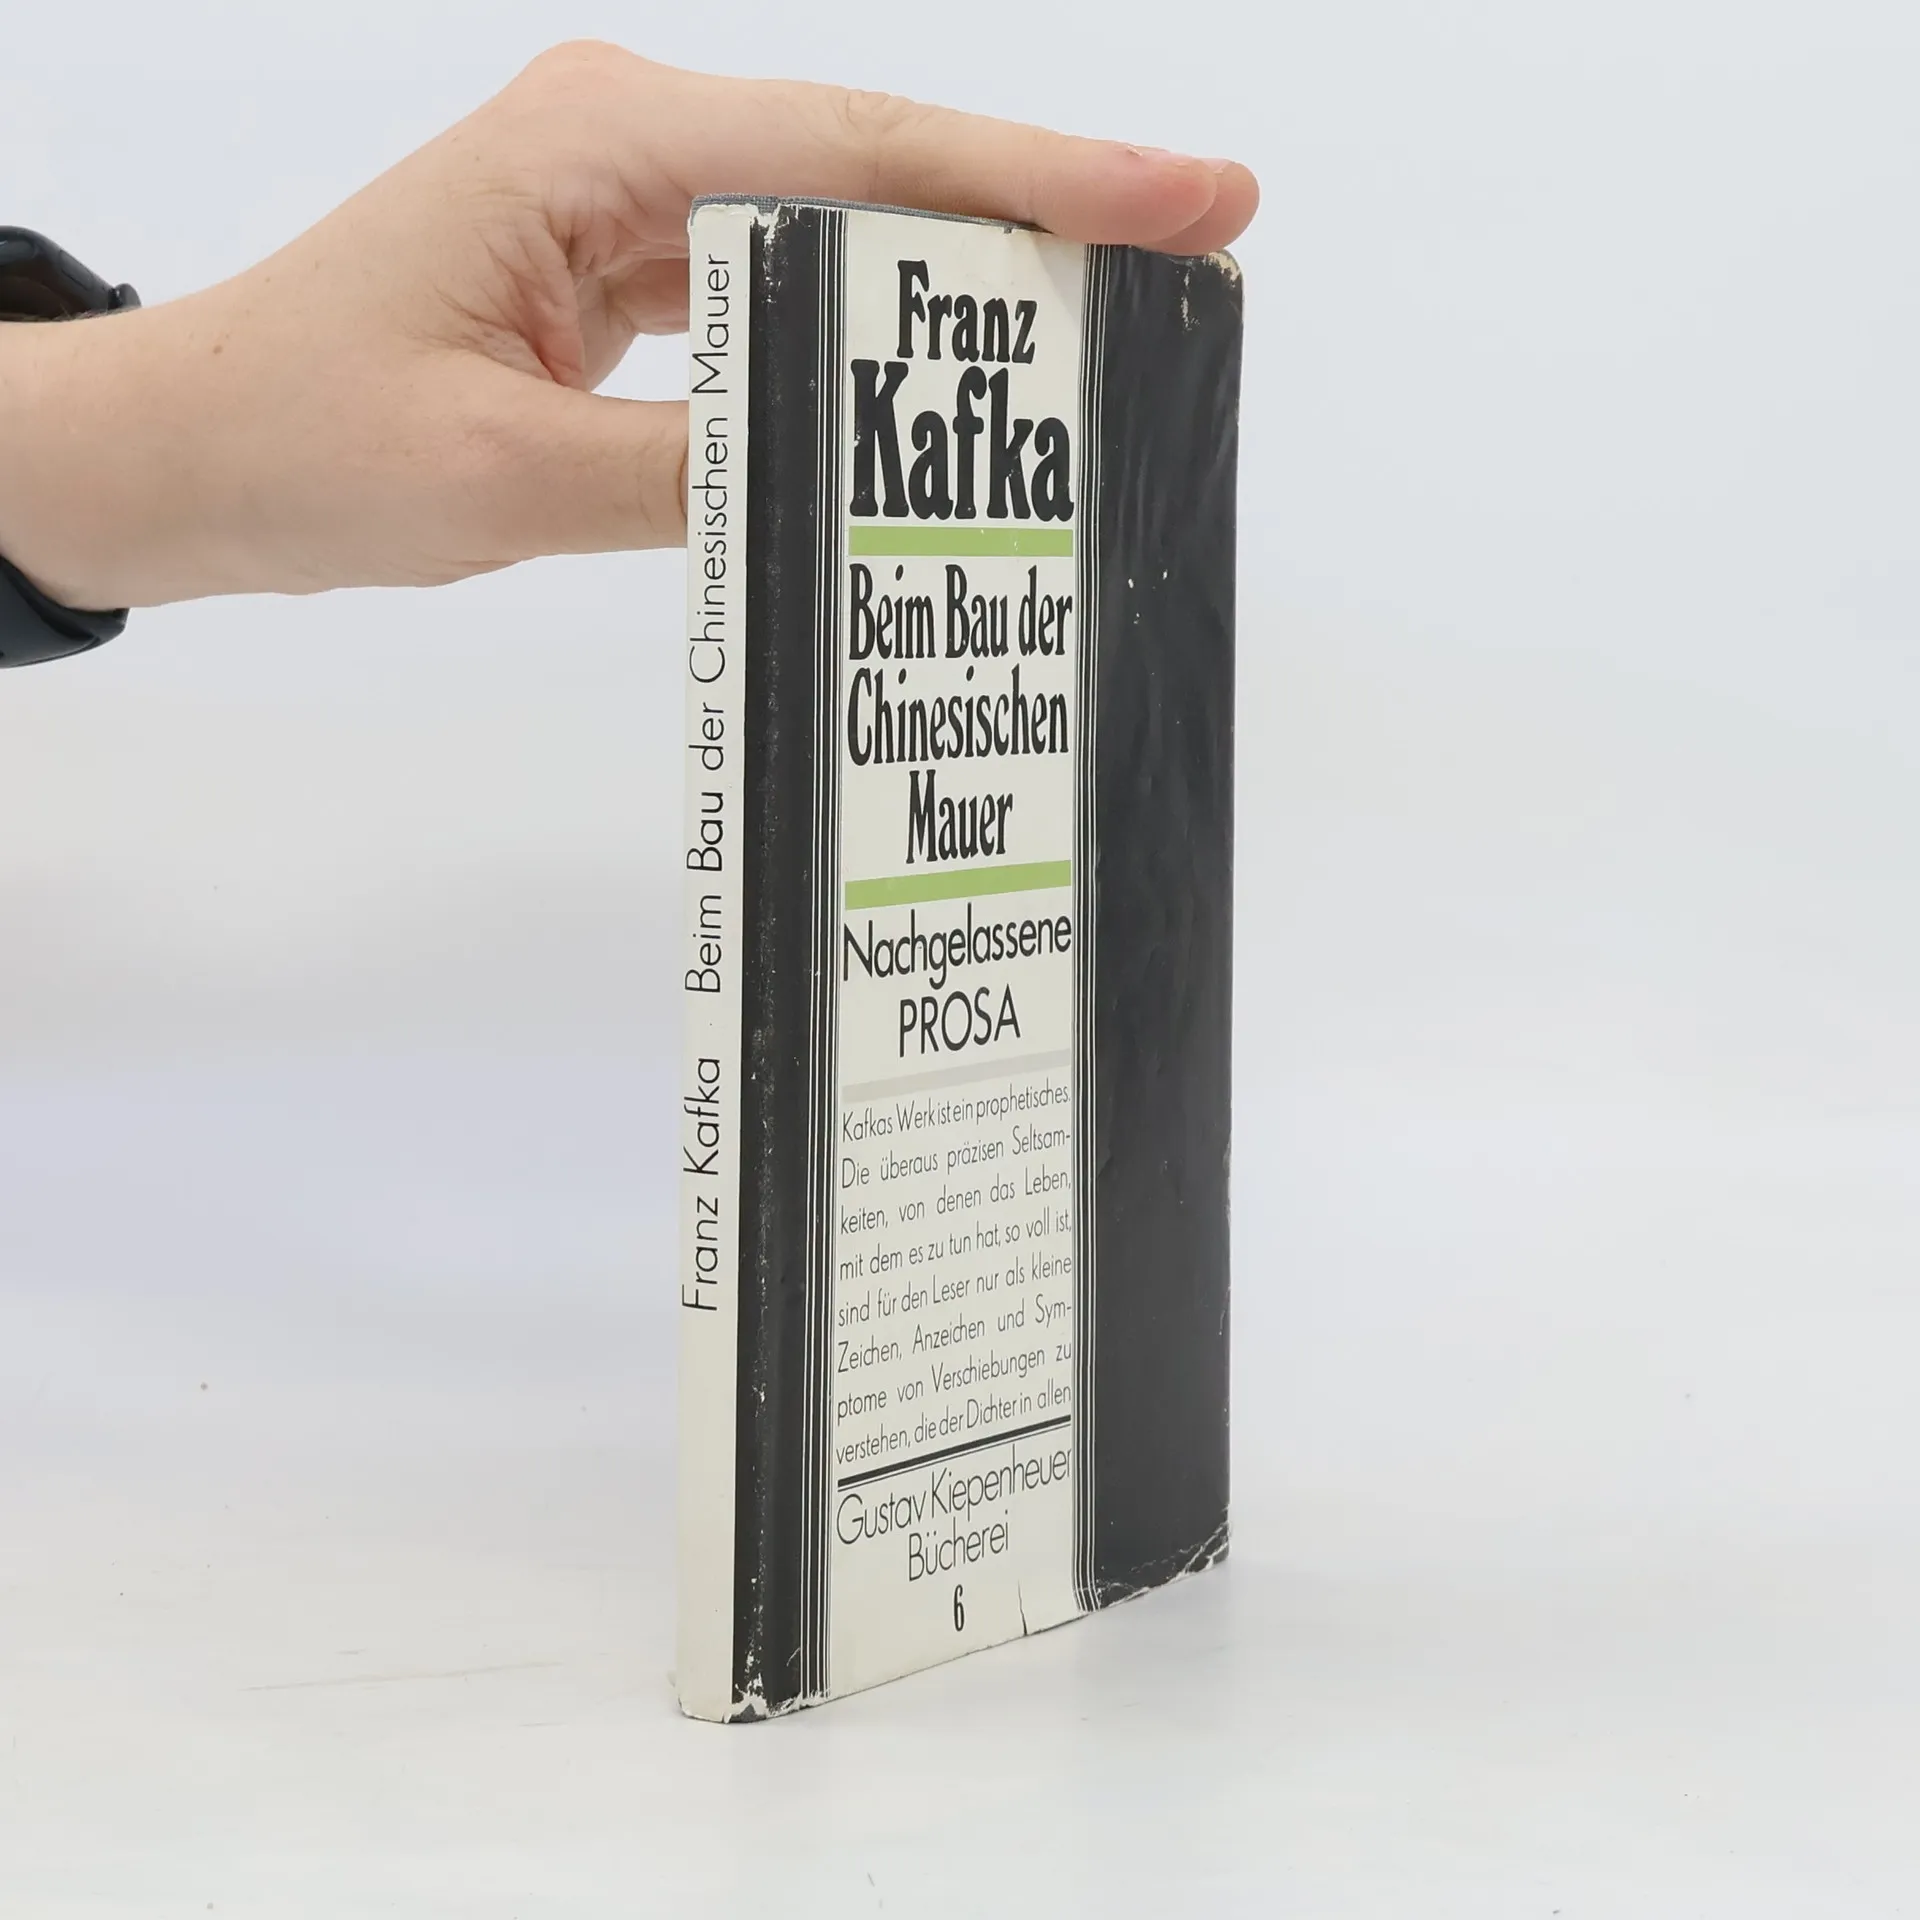 Franz Kafka Beim Bau der Chinesischen Mauer
Franz
Kafka
Beim Bau der
Chinesischen
Mauer
Nachgelassene
PROSA
Kafkas Werk ist ein prophetisches.
Die überaus präzisen Seltsam-
keiten, von denen das Leben,
mit dem es zu tun hat, so voll ist,
sind für den Leser nur als kleine
Zeichen, Anzeichen und Sym-
ptome von Verschiebungen zu
verstehen, die der Dichter in allen
Gustav Kiepenheuer
Bücherei
6